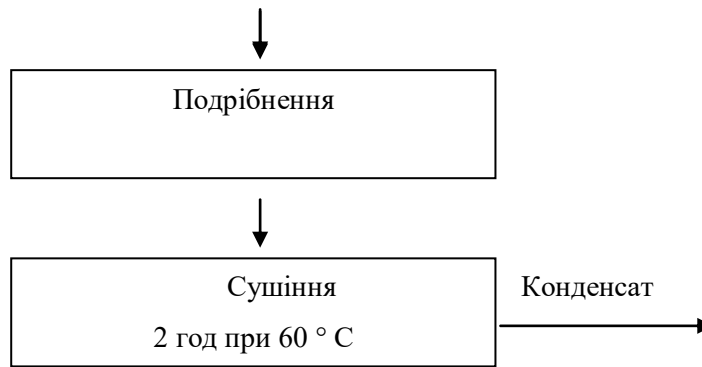 Подрібнення
Сушіння
Конденсат
2 год при 60 ° С